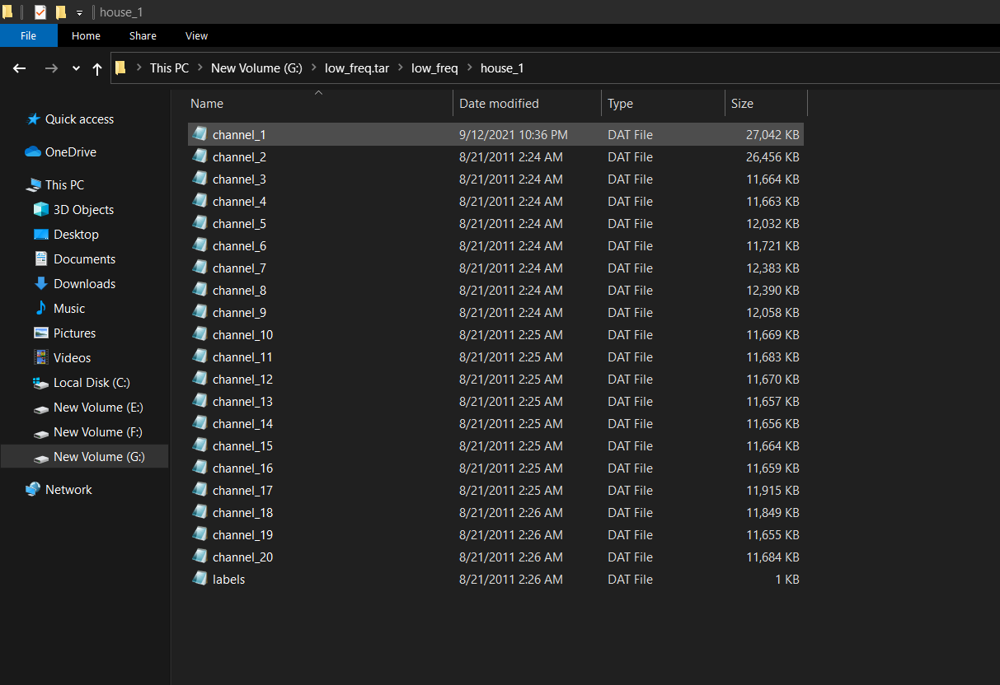 house_1
File Home Share View
This PC New Volume (G:) low_freq.tar low_freq house_1
Name Date modified Type Size
Quick access
OneDrive
This PC
3D Objects
Desktop
Documents
Downloads
Music
Pictures
Videos
Local Disk (C:)
New Volume (E:)
New Volume (F:)
New Volume (G:)
Network
channel_1 9/12/2021 10:36 PM DAT File 27,042 KB
channel_2 8/21/2011 2:24 AM DAT File 26,456 KB
channel_3 8/21/2011 2:24 AM DAT File 11,664 KB
channel_4 8/21/2011 2:24 AM DAT File 11,663 KB
channel_5 8/21/2011 2:24 AM DAT File 12,032 KB
channel_6 8/21/2011 2:24 AM DAT File 11,721 KB
channel_7 8/21/2011 2:24 AM DAT File 12,383 KB
channel_8 8/21/2011 2:24 AM DAT File 12,390 KB
channel_9 8/21/2011 2:24 AM DAT File 12,058 KB
channel_10 8/21/2011 2:25 AM DAT File 11,669 KB
channel_11 8/21/2011 2:25 AM DAT File 11,683 KB
channel_12 8/21/2011 2:25 AM DAT File 11,670 KB
channel_13 8/21/2011 2:25 AM DAT File 11,657 KB
channel_14 8/21/2011 2:25 AM DAT File 11,656 KB
channel_15 8/21/2011 2:25 AM DAT File 11,664 KB
channel_16 8/21/2011 2:25 AM DAT File 11,659 KB
channel_17 8/21/2011 2:25 AM DAT File 11,915 KB
channel_18 8/21/2011 2:26 AM DAT File 11,849 KB
channel_19 8/21/2011 2:26 AM DAT File 11,655 KB
channel_20 8/21/2011 2:26 AM DAT File 11,684 KB
labels 8/21/2011 2:26 AM DAT File 1 KB